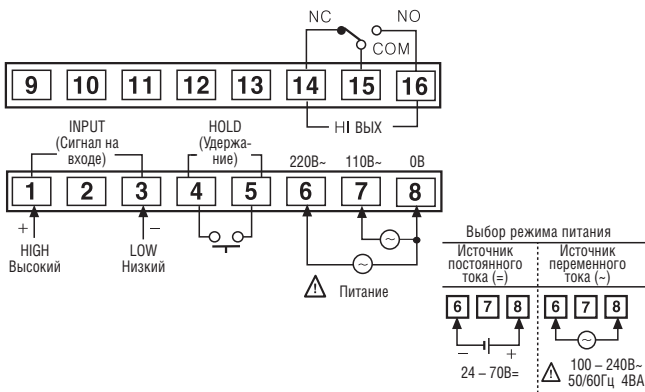 NC NO
COM
9 10 11 12 13 14 15 16
HI ВЫХ
INPUT
(Сигнал на
входе)
HOLD
(Удержа-
ние)
220В~ 110В~ 0В
1 2 3 4 5 6 7 8
+ −
HIGH
Высокий
LOW
Низкий
Питание
Выбор режима питания
Источник
постоянного
тока (=)
Источник
переменного
тока (~)
6 7 8 6 7 8
− +
24 – 70В=
100 – 240В~
50/60Гц 4ВА